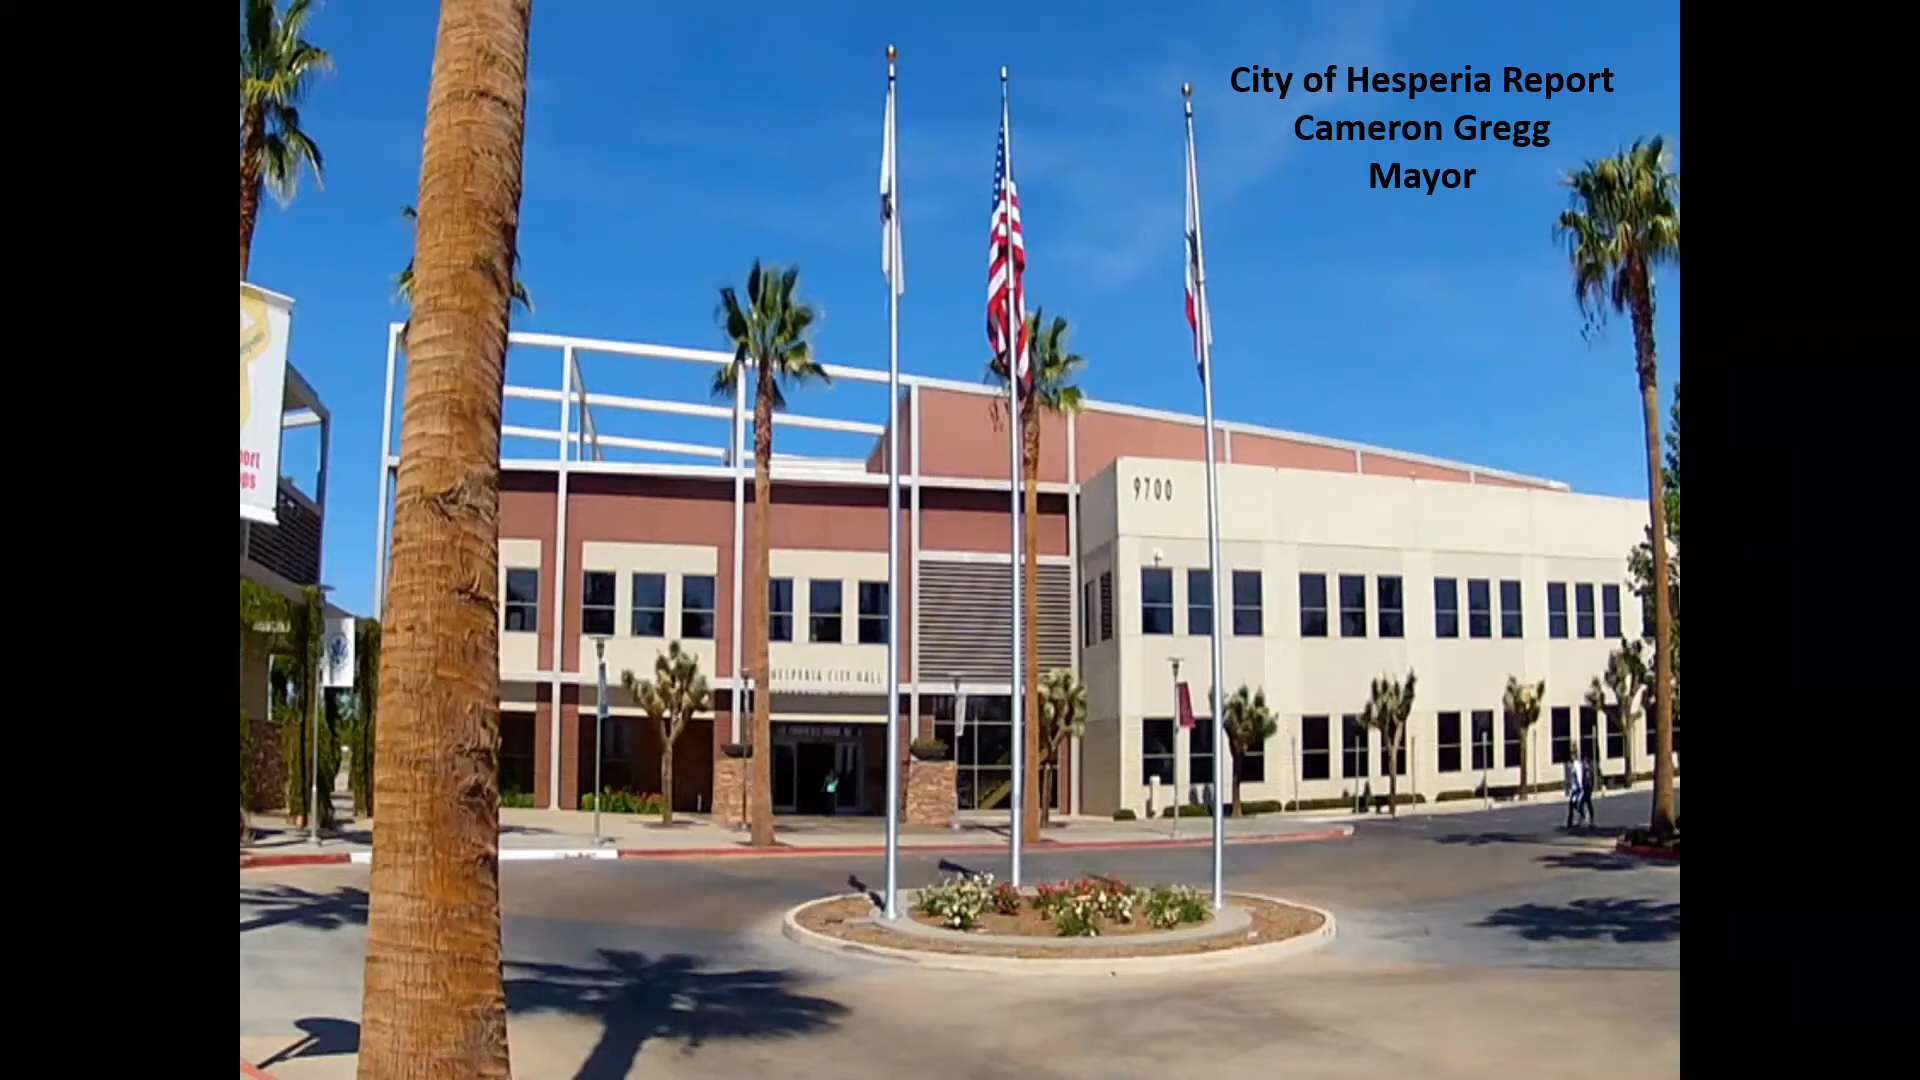 City of Hesperia Report
Cameron Gregg
Mayor
9700
HESPERIA CITY HALL